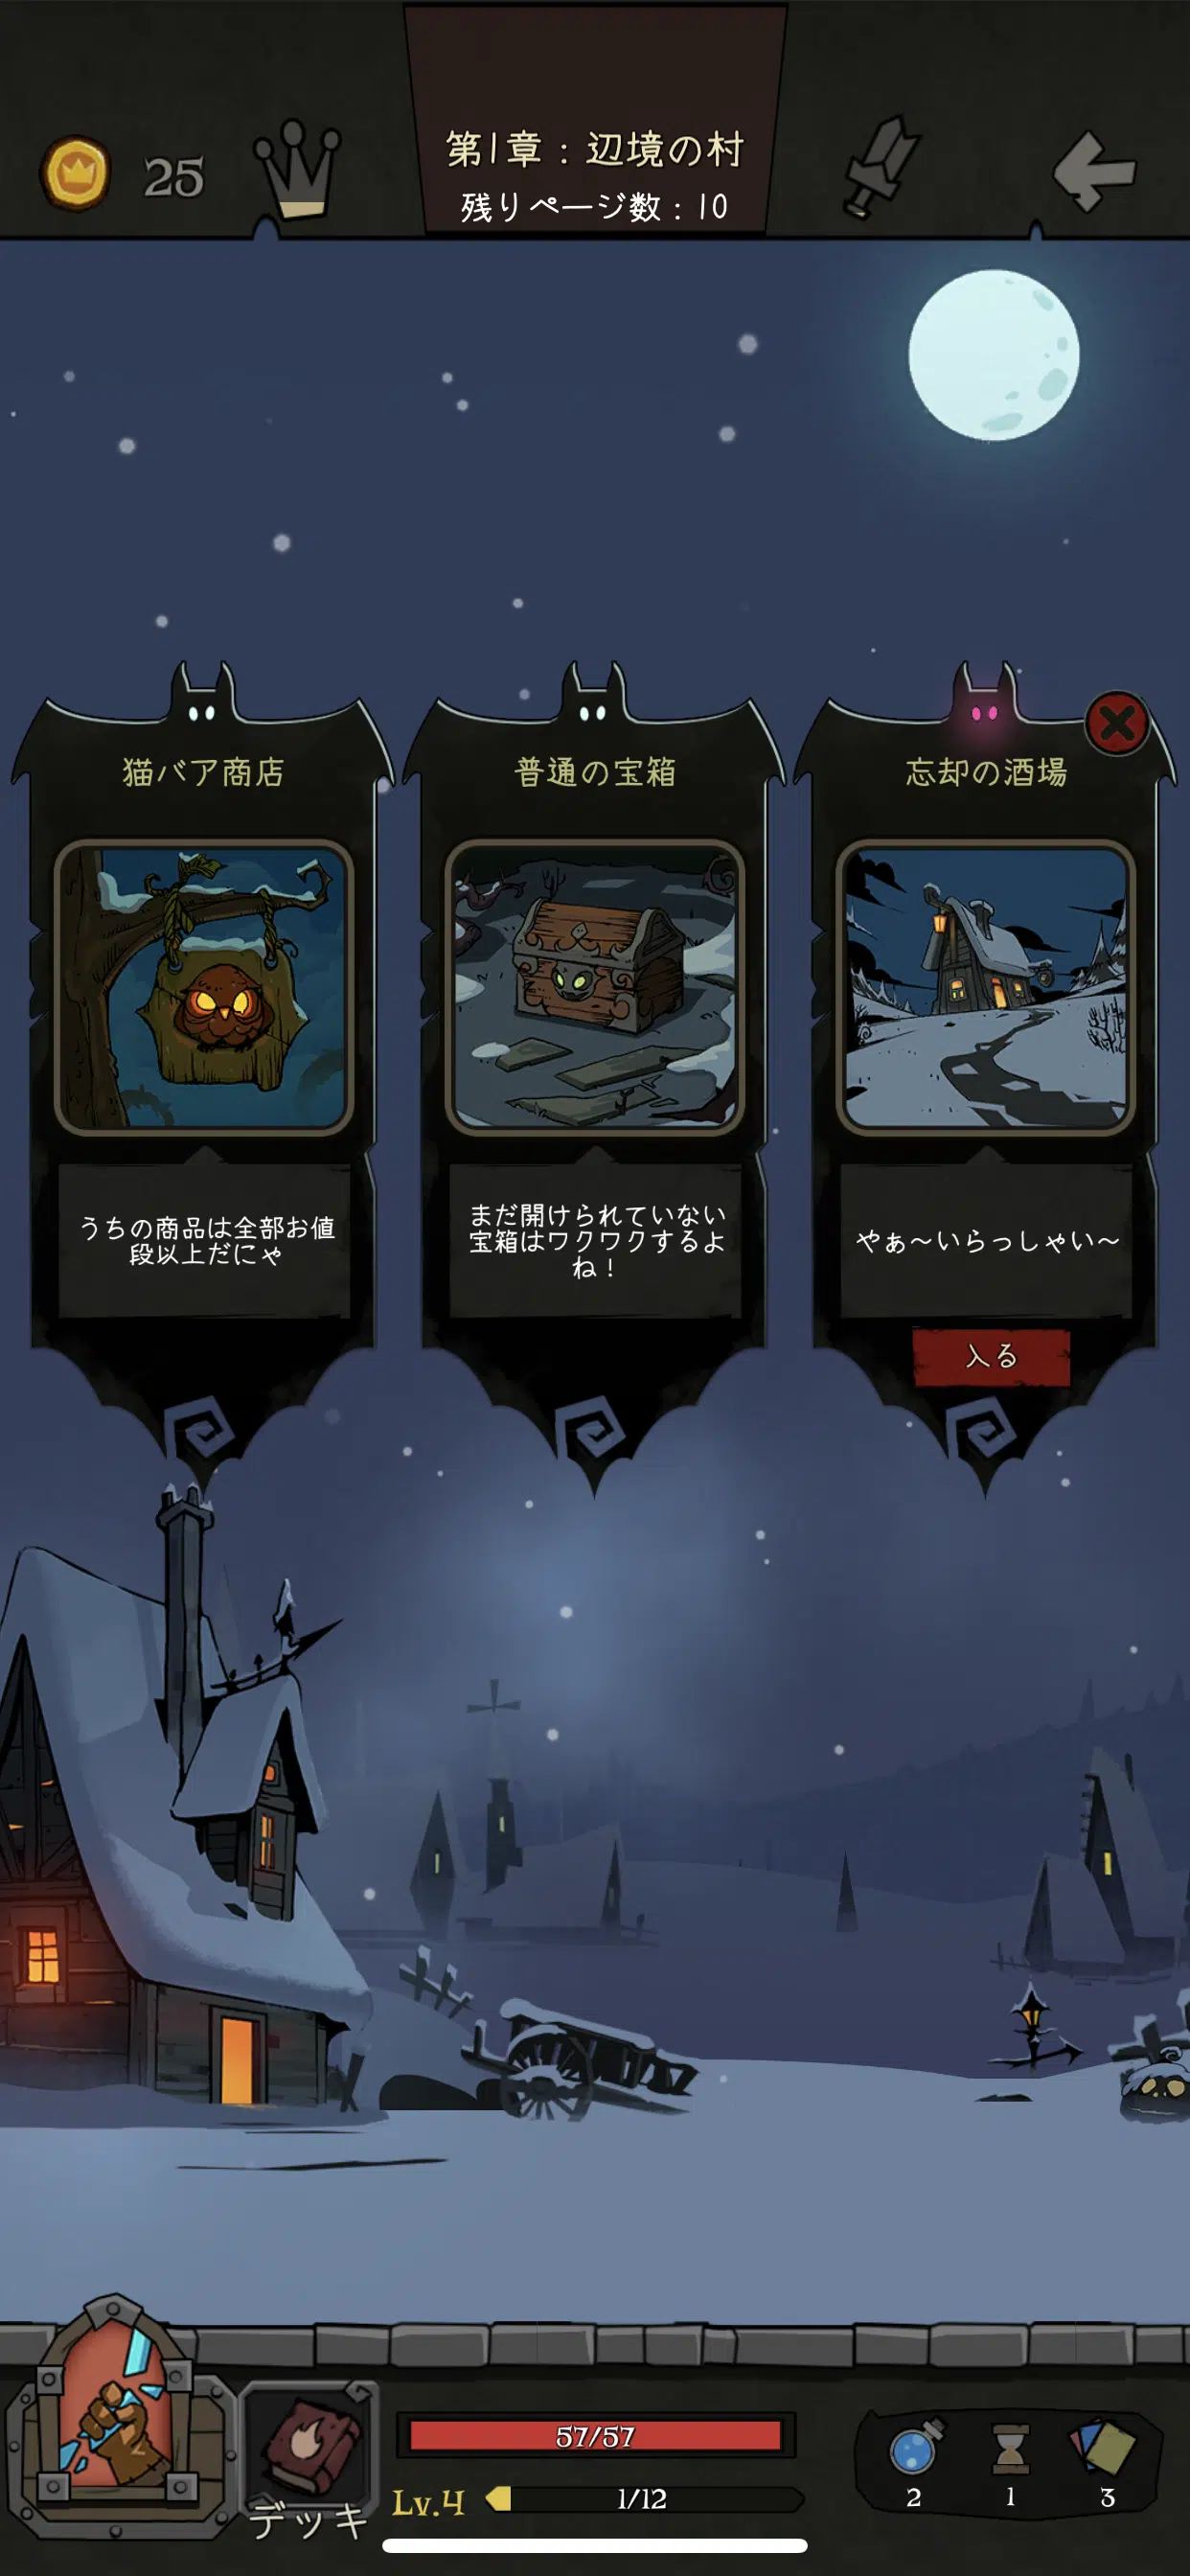 25
第1章：辺境の村
残りページ数：10
猫バア商店
普通の宝箱
忘却の酒場
うちの商品は全部お値
段以上だにゃ
まだ開けられていない
宝箱はワクワクするよ
ね！
やぁ～いらっしゃい～
入る
57/57
デッキ
Lv.4
1/12
2
1
3